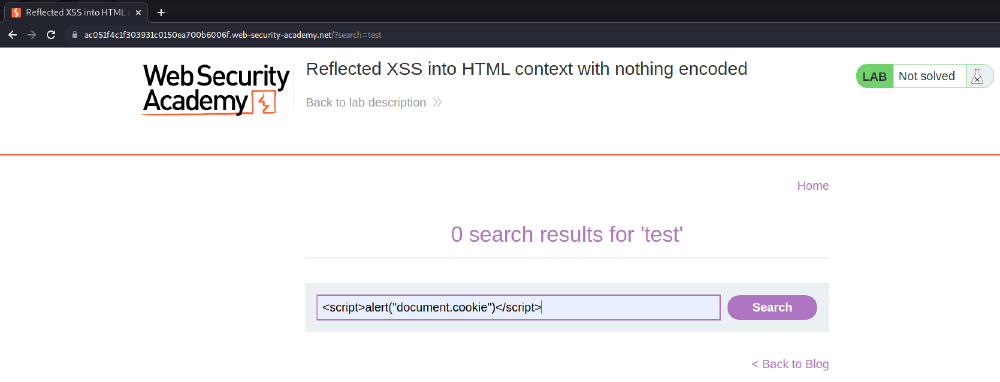 Reflected XSS into HTML
ac051f4c1f303931c0150ea700b6006f.web-security-academy.net/?search=test
Web Security
Academy
Reflected XSS into HTML context with nothing encoded
Back to lab description
LAB Not solved
Home
0 search results for 'test'
<script>alert("document.cookie")</script>
Search
< Back to Blog